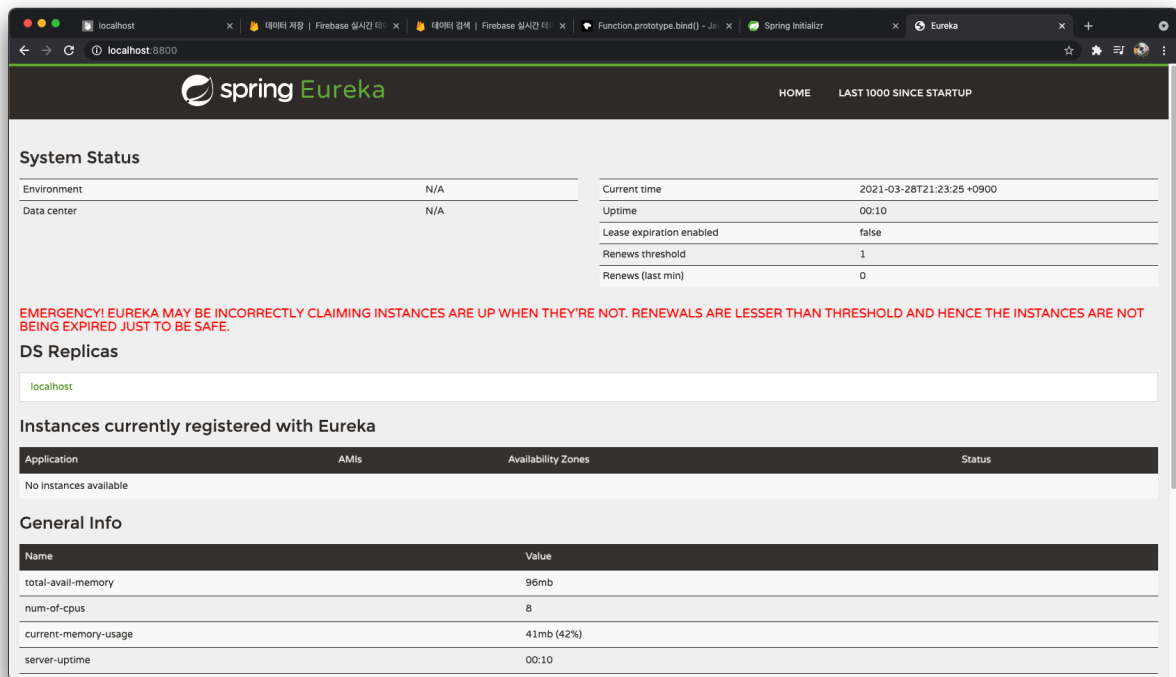 localhost
데이터 저장 | Firebase 실시간 데이
데이터 검색 | Firebase 실시간 데이
Function.prototype.bind() - Ja
Spring Initializr
Eureka
localhost:8800
spring Eureka
HOME
LAST 1000 SINCE STARTUP
System Status
Environment N/A
Data center N/A
Current time 2021-03-28T21:23:25 +0900
Uptime 00:10
Lease expiration enabled false
Renews threshold 1
Renews (last min) 0
EMERGENCY! EUREKA MAY BE INCORRECTLY CLAIMING INSTANCES ARE UP WHEN THEY'RE NOT. RENEWALS ARE LESSER THAN THRESHOLD AND HENCE THE INSTANCES ARE NOT
BEING EXPIRED JUST TO BE SAFE.
DS Replicas
localhost
Instances currently registered with Eureka
Application AMIs Availability Zones Status
No instances available
General Info
Name Value
total-avail-memory 96mb
num-of-cpus 8
current-memory-usage 41mb (42%)
server-uptime 00:10